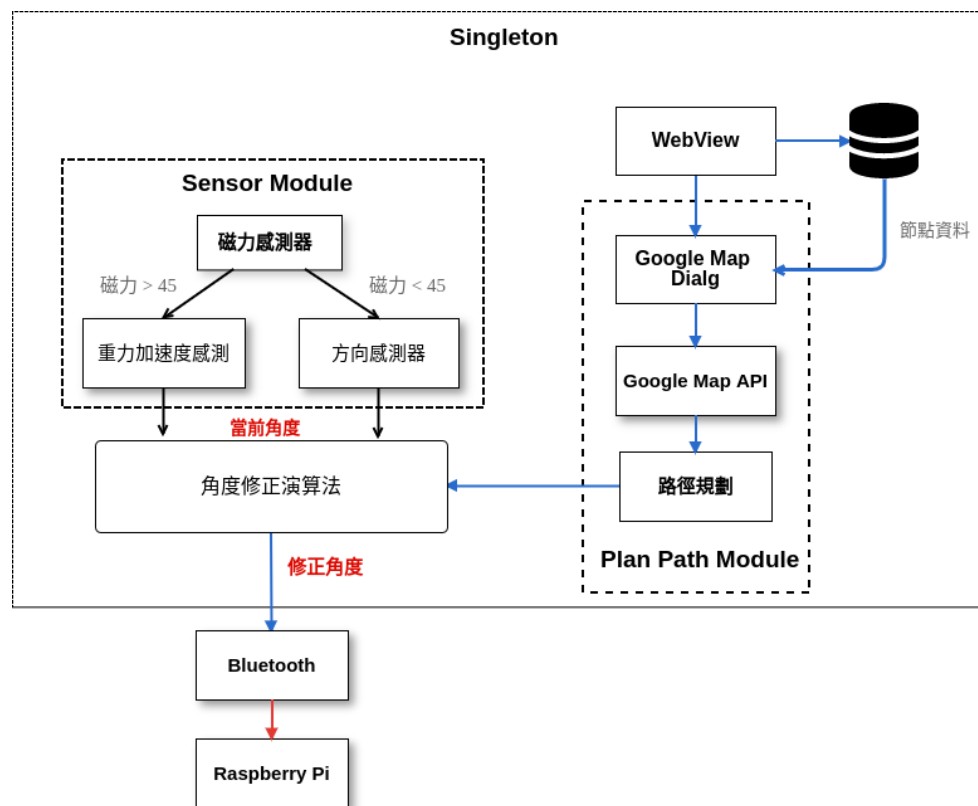 Singleton
WebView
節點資料
Sensor Module
磁力感測器
磁力 > 45
磁力 < 45
重力加速度感測
方向感測器
當前角度
角度修正演算法
修正角度
Google Map
Dialg
Google Map API
路徑規劃
Plan Path Module
Bluetooth
Raspberry Pi